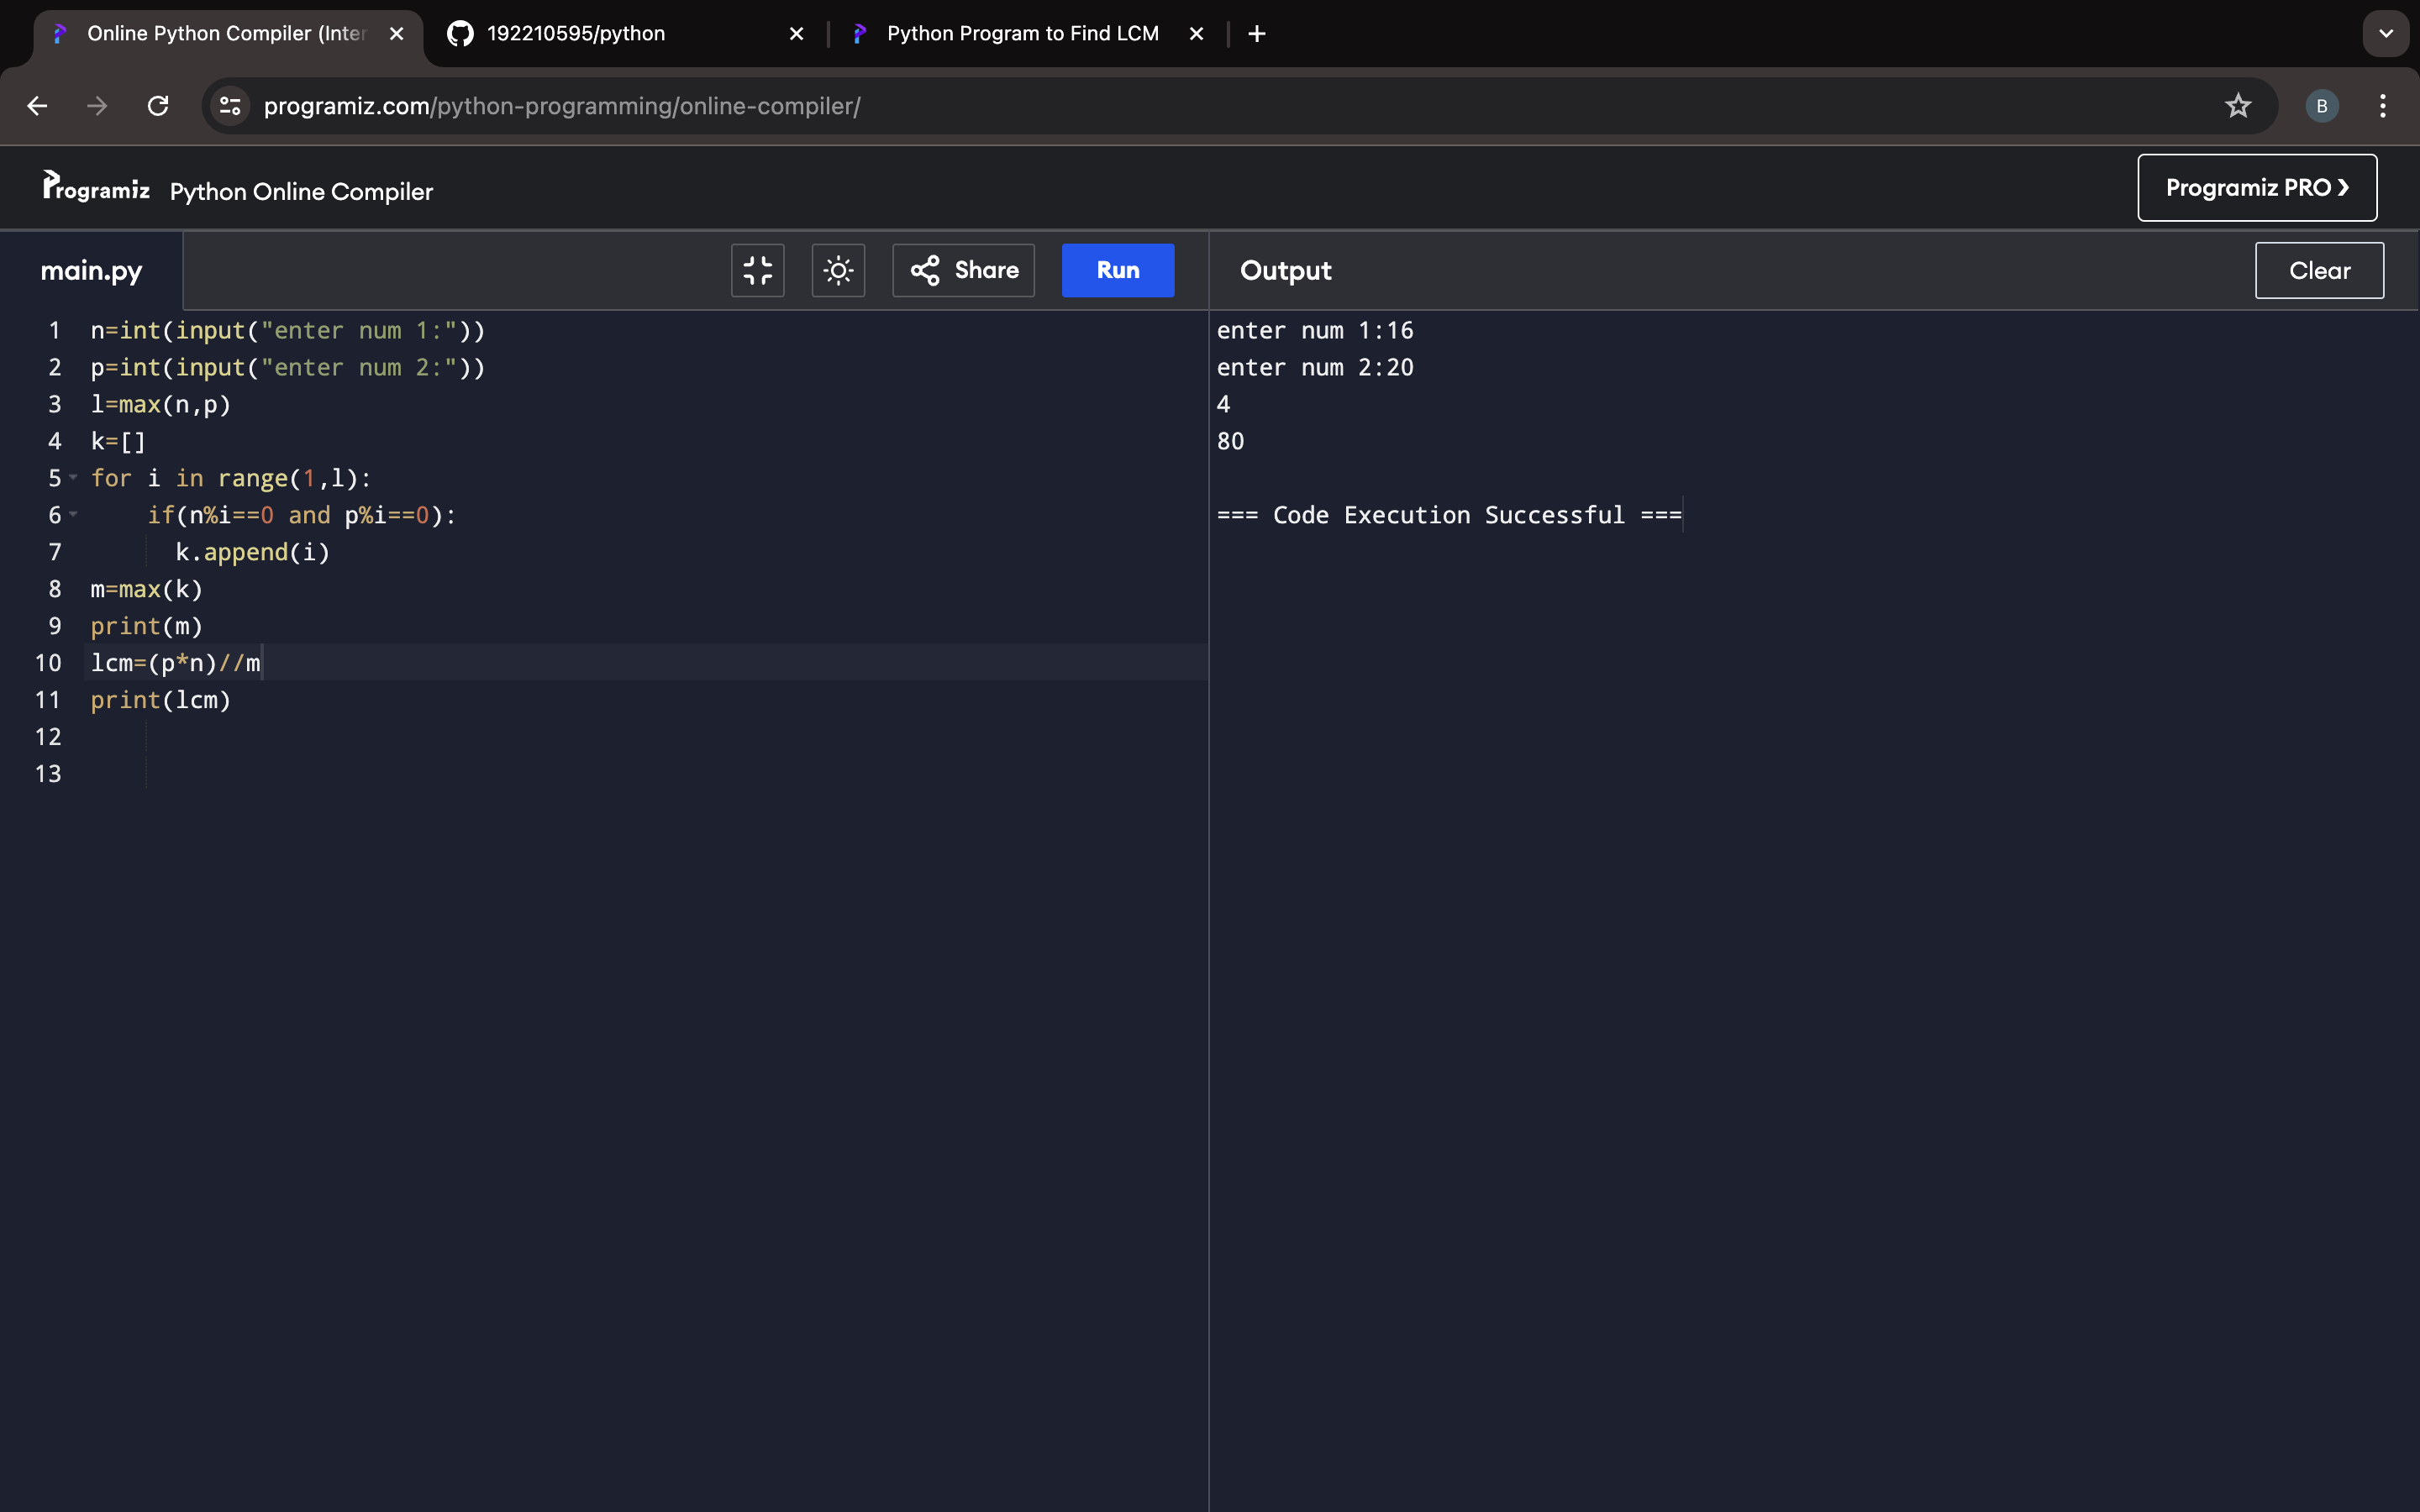 Online Python Compiler (Inter
192210595/python
Python Program to Find LCM
programiz.com/python-programming/online-compiler/
B
Programiz Python Online Compiler
Programiz PRO ❯
main.py
Share
Run
Output
Clear
1 n=int(input("enter num 1:"))
2 p=int(input("enter num 2:"))
3 l=max(n,p)
4 k=[]
5 for i in range(1,l):
6     if(n%i==0 and p%i==0):
7       k.append(i)
8 m=max(k)
9 print(m)
10 lcm=(p*n)//m
11 print(lcm)
12
13
enter num 1:16
enter num 2:20
4
80
=== Code Execution Successful ===